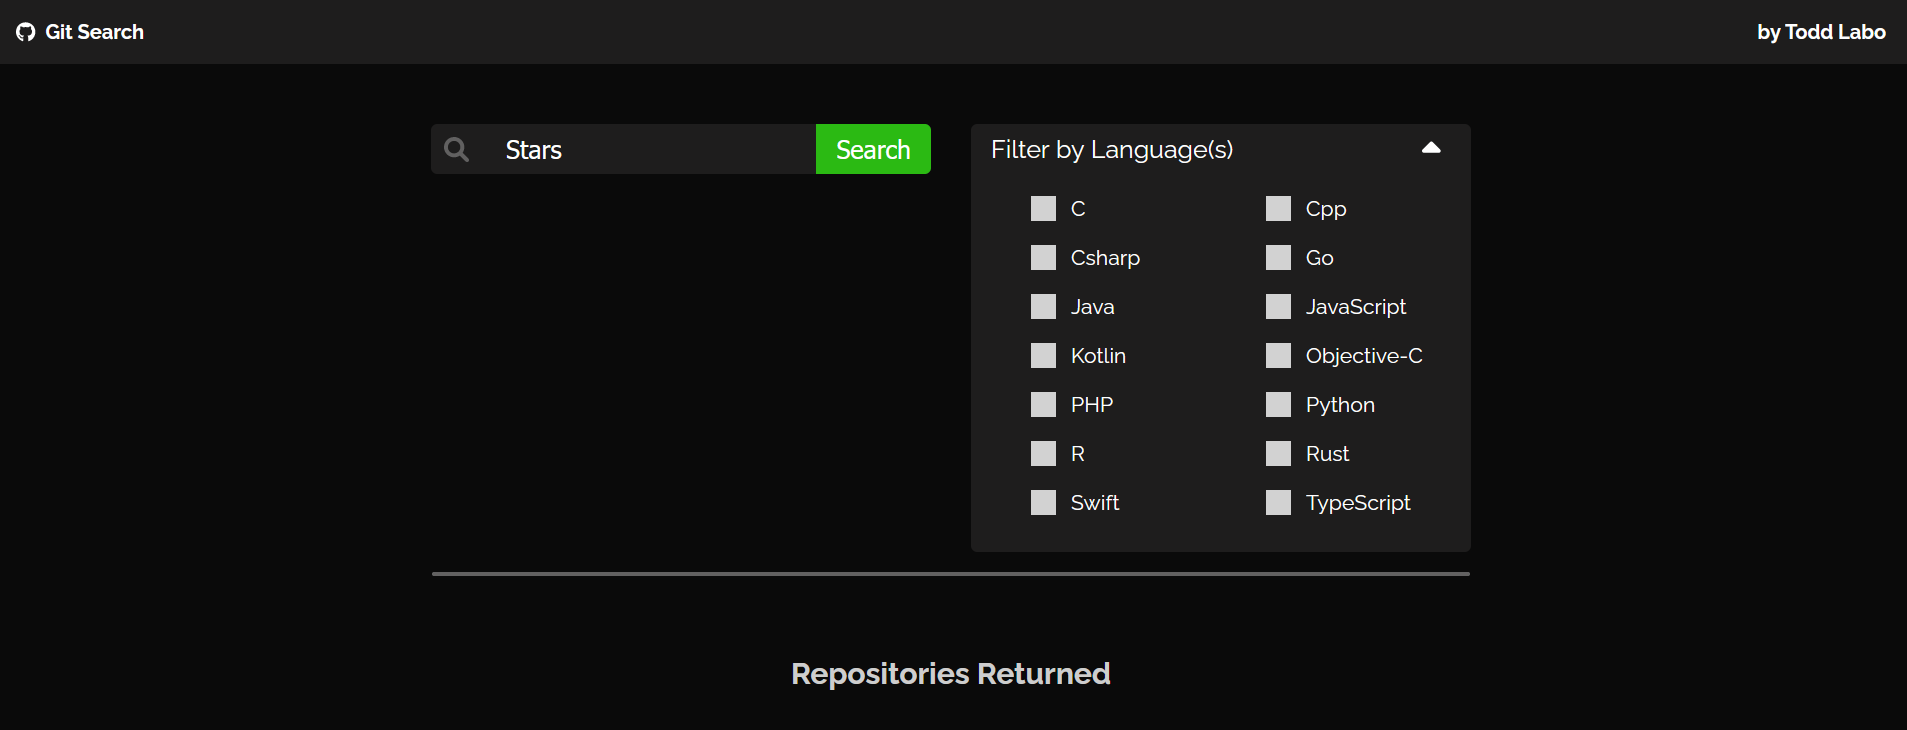 Git Search
by Todd Labo
Stars
Search
Filter by Language(s)
C
Cpp
Csharp
Go
Java
JavaScript
Kotlin
Objective-C
PHP
Python
R
Rust
Swift
TypeScript
Repositories Returned